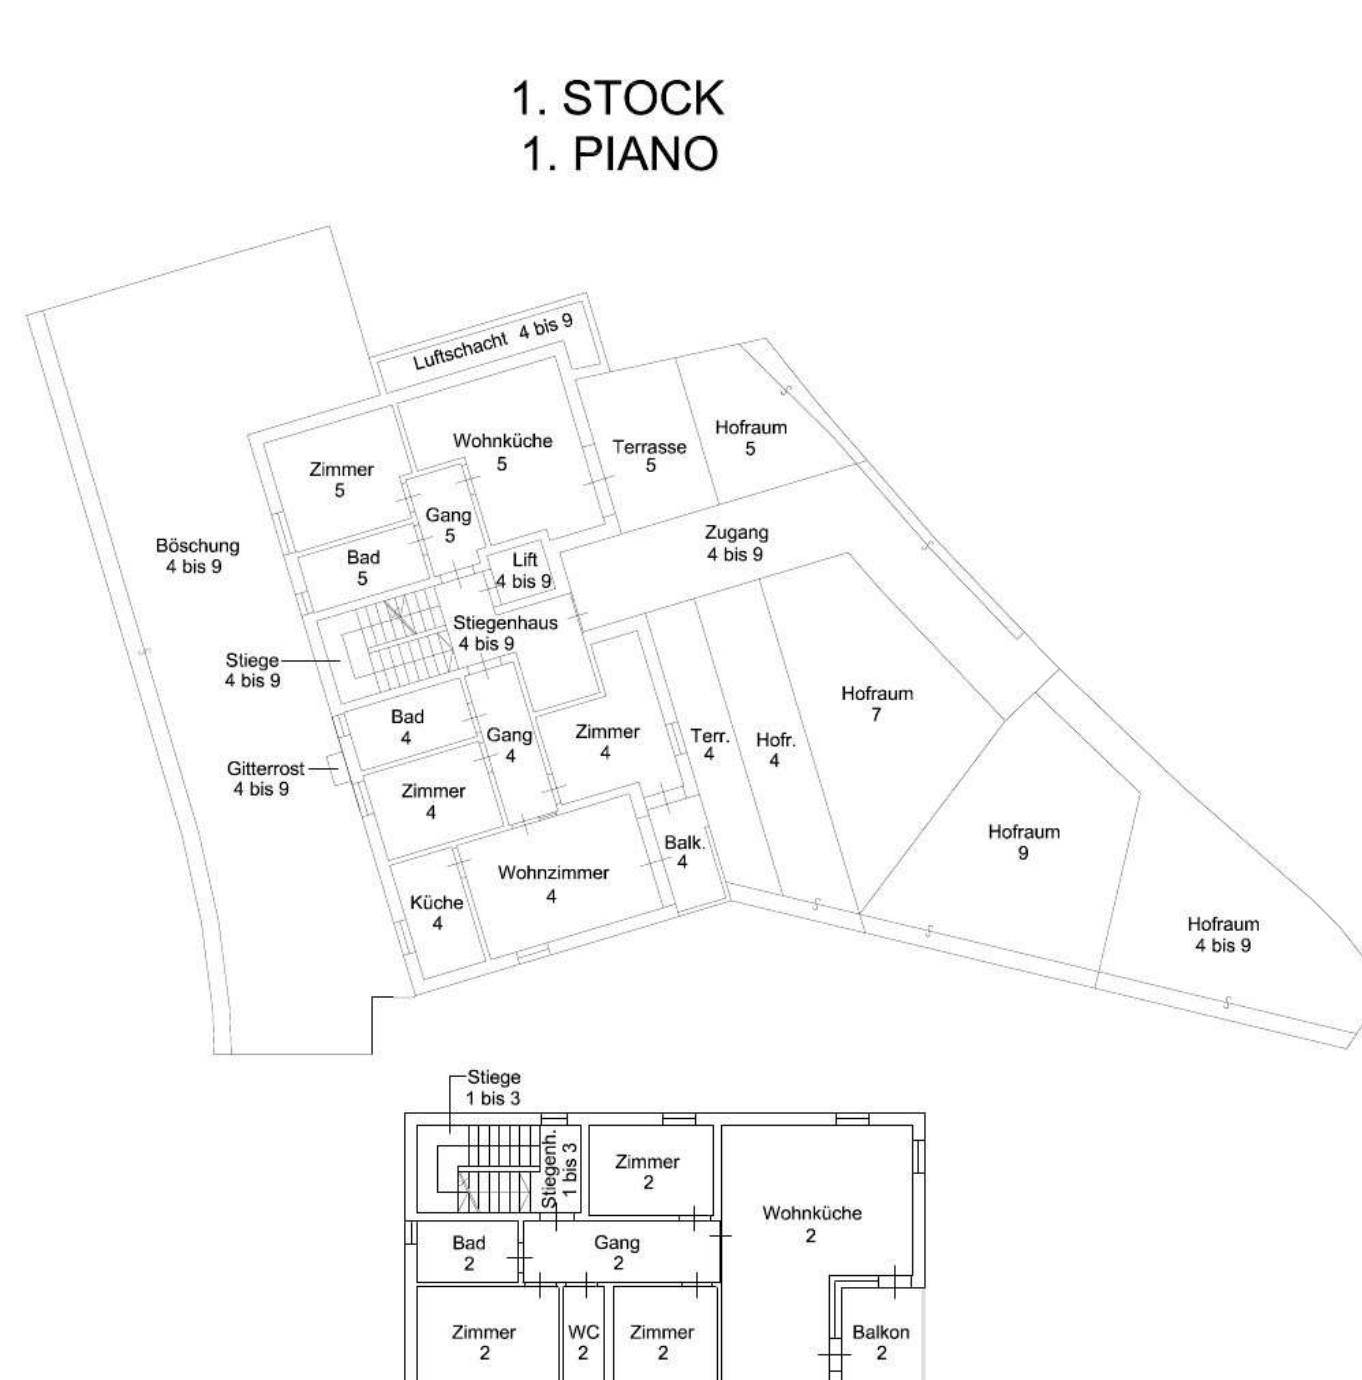 1. STOCK
1. PIANO
Luftschacht 4 bis 9
Hofraum
5
Wohnküche
5
Terrasse
5
Zimmer
5
Gang
5
Zugang
4 bis 9
Böschung
4 bis 9
Bad
5
Lift
4 bis 9
Stiegenhaus
4 bis 9
Stiege
4 bis 9
Hofraum
7
Bad
4
Gang
4
Zimmer
4
Terr.
4
Hofr.
4
Gitterrost
4 bis 9
Zimmer
4
Hofraum
9
Balk.
4
Wohnzimmer
4
Küche
4
Hofraum
4 bis 9
Stiege
1 bis 3
Stiegenh.
1 bis 3
Zimmer
2
Wohnküche
2
Bad
2
Gang
2
Zimmer
2
WC
2
Zimmer
2
Balkon
2